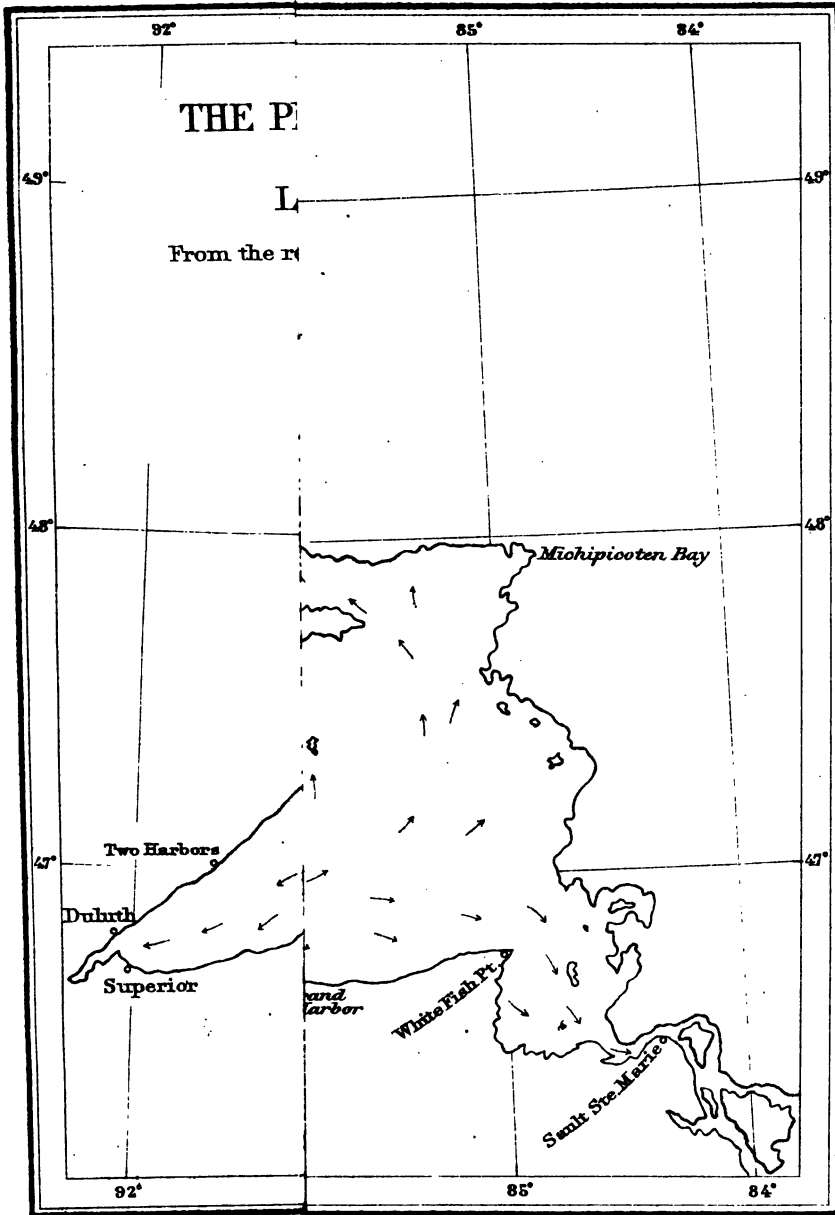 92° 85° 84°
THE P
49° 49°
L
From the r
48° 48°
Michipicooten Bay
Two Harbors
47° 47°
Duluth
Superior
rand
Harbor
White Fish Pt.
Sault Ste. Marie
92° 85° 84°